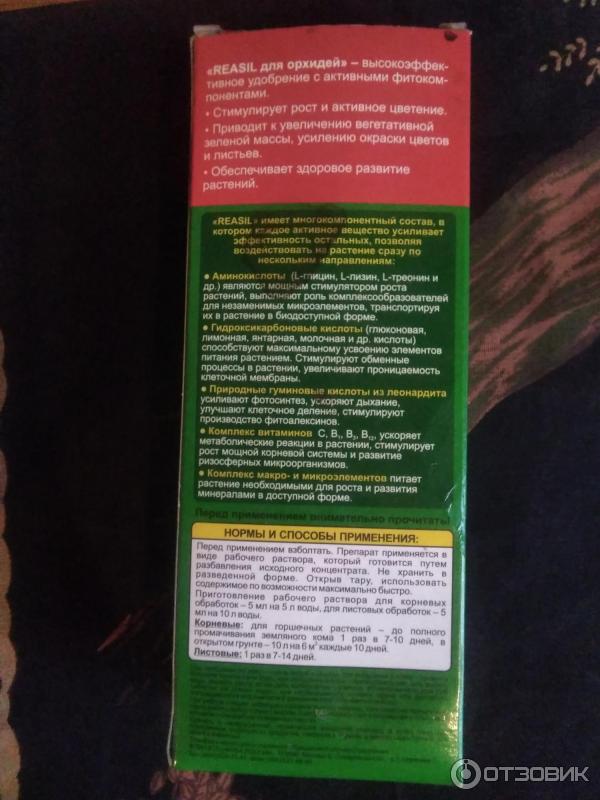 «REASIL для орхидей» – высокоэффек-
тивное удобрение с активными фитоком-
понентами.
• Стимулирует рост и активное цветение.
• Приводит к увеличению вегетативной
зеленой массы, усилению окраски цветов
и листьев.
• Обеспечивает здоровое развитие
растений.
«REASIL» имеет многокомпонентный состав, в
котором каждое активное вещество усиливает
эффективность остальных, позволяя
воздействовать на растение сразу по
нескольким направлениям:
• Аминокислоты (L-глицин, L-лизин, L-треонин и
др.) являются мощным стимулятором роста
растений, выполняют роль комплексообразователей
для незаменимых микроэлементов, транспортируя
их в растение в биодоступной форме.
• Гидроксикарбоновые кислоты (глюконовая,
лимонная, янтарная, молочная и др. кислоты)
способствуют максимальному усвоению элементов
питания растением. Стимулируют обменные
процессы в растении, увеличивают проницаемость
клеточной мембраны.
• Природные гуминовые кислоты из леонардита
усиливают фотосинтез, ускоряют дыхание,
улучшают клеточное деление, стимулируют
производство фитоалексинов.
• Комплекс витаминов С, В₁, В₃, В₁₂, ускоряет
метаболические реакции в растении, стимулирует
рост мощной корневой системы и развитие
ризосферных микроорганизмов.
• Комплекс макро- и микроэлементов питает
растение необходимыми для роста и развития
минералами в доступной форме.
Перед применением внимательно прочитать!
НОРМЫ И СПОСОБЫ ПРИМЕНЕНИЯ:
Перед применением взболтать. Препарат применяется в
виде рабочего раствора, который готовится путем
разбавления исходного концентрата. Не хранить в
разведенной форме. Открыв тару, использовать
содержимое по возможности максимально быстро.
Приготовление рабочего раствора для корневых
обработок – 5 мл на 5 л воды, для листовых обработок – 5
мл на 10 л воды.
Корневые: для горшечных растений – до полного
промачивания земляного кома 1 раз в 7-10 дней, в
открытом грунте – 10 л на 6 м² каждые 10 дней.
Листовые: 1 раз в 7-14 дней.
ОТЗОВИК